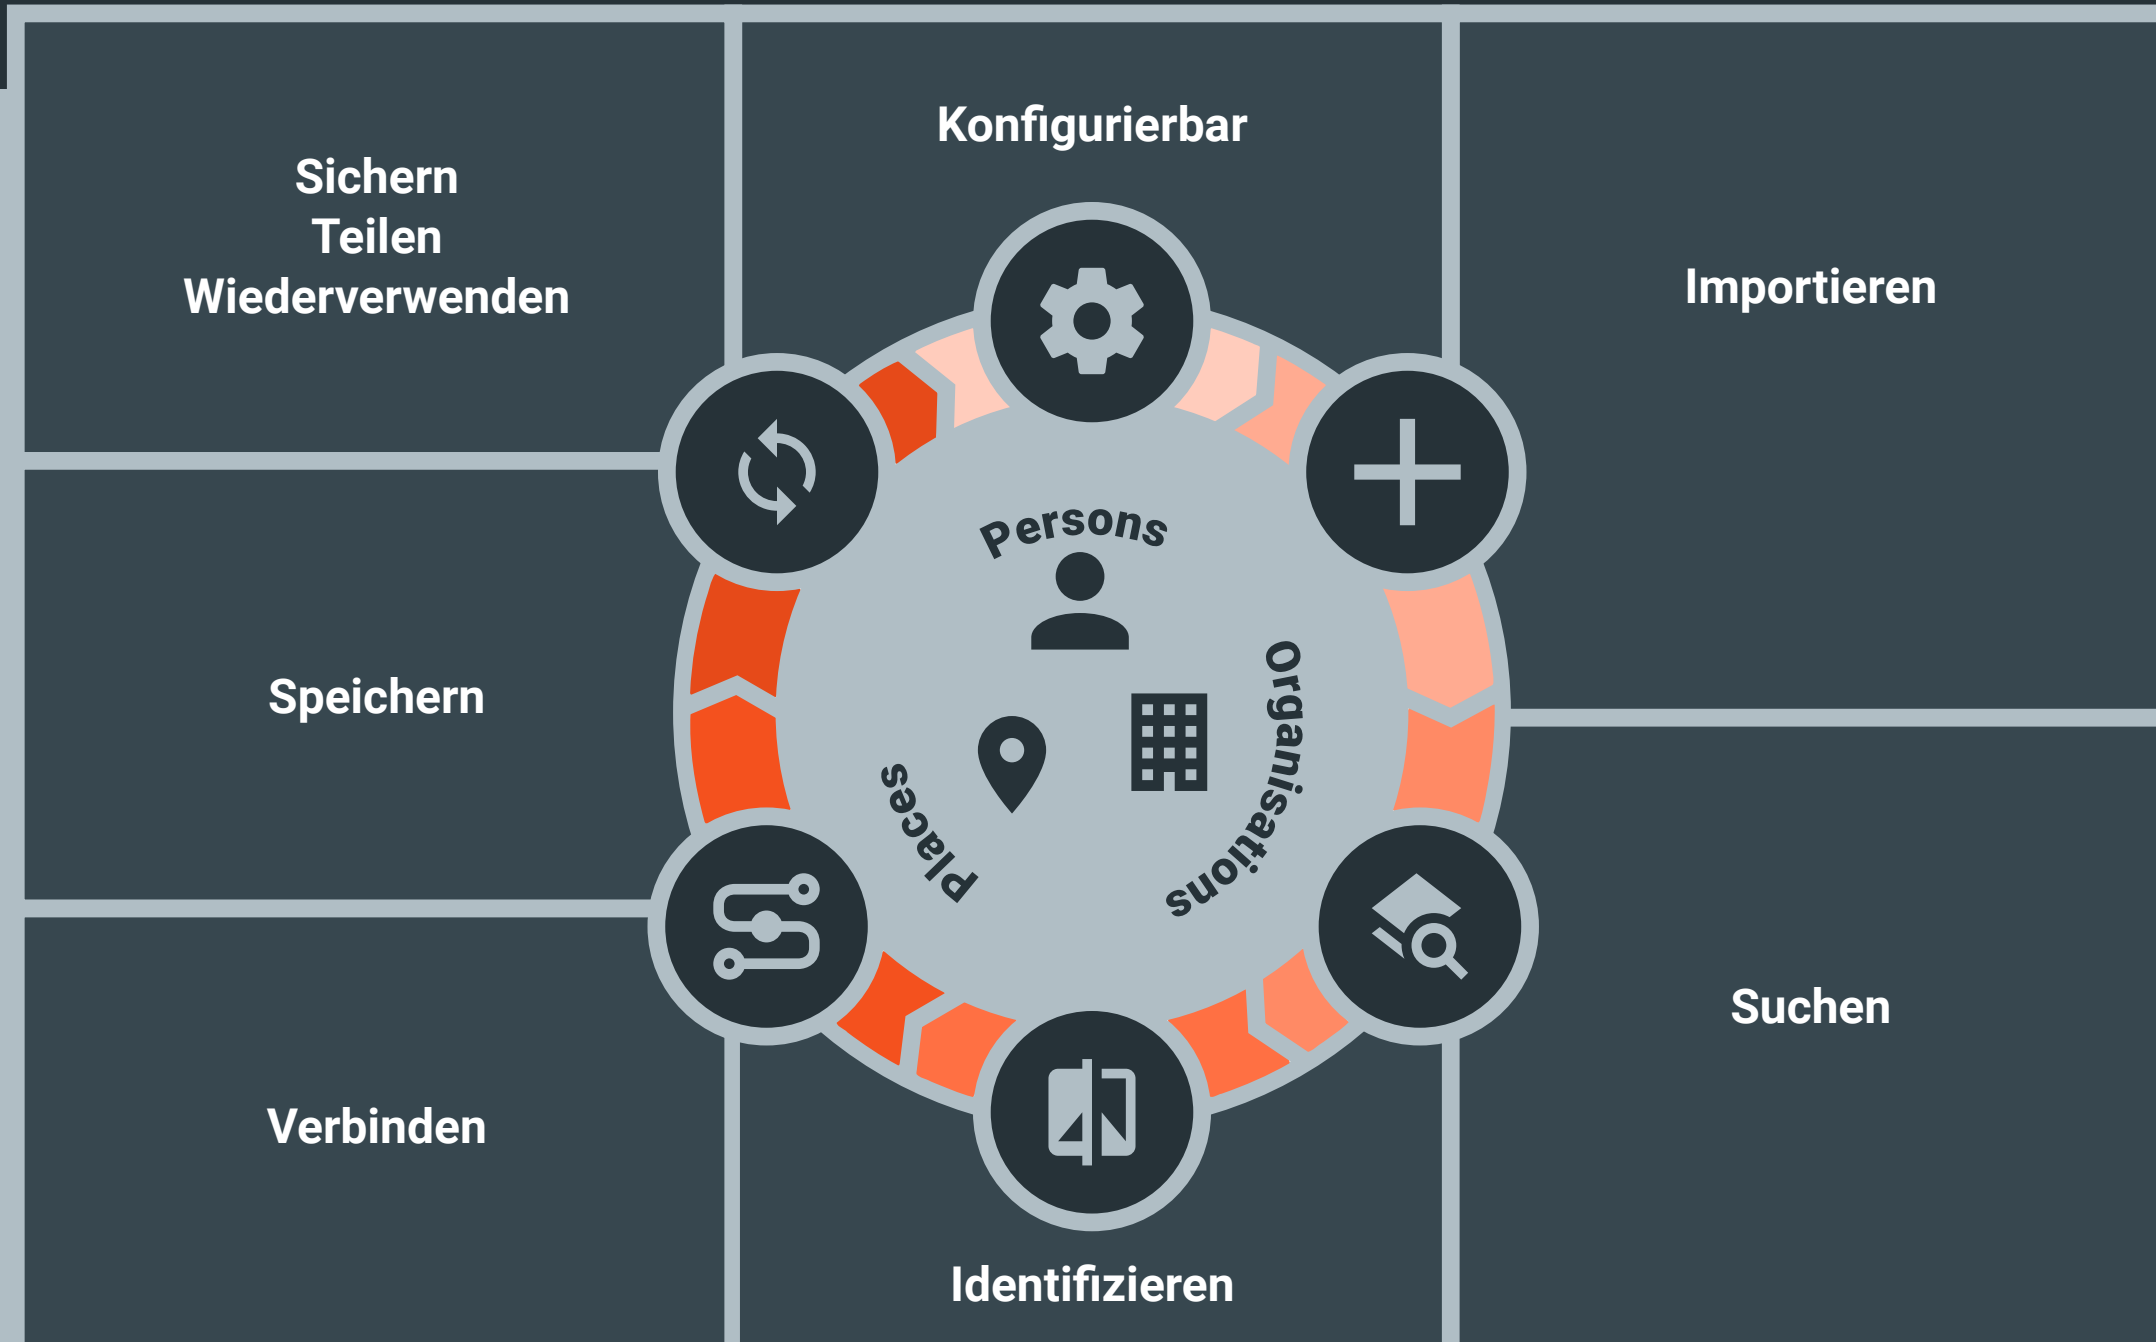 Konfigurierbar
Sichern
Teilen
Wiederverwenden
Importieren
Persons
Organisations
Places
Speichern
Suchen
Verbinden
Identifizieren